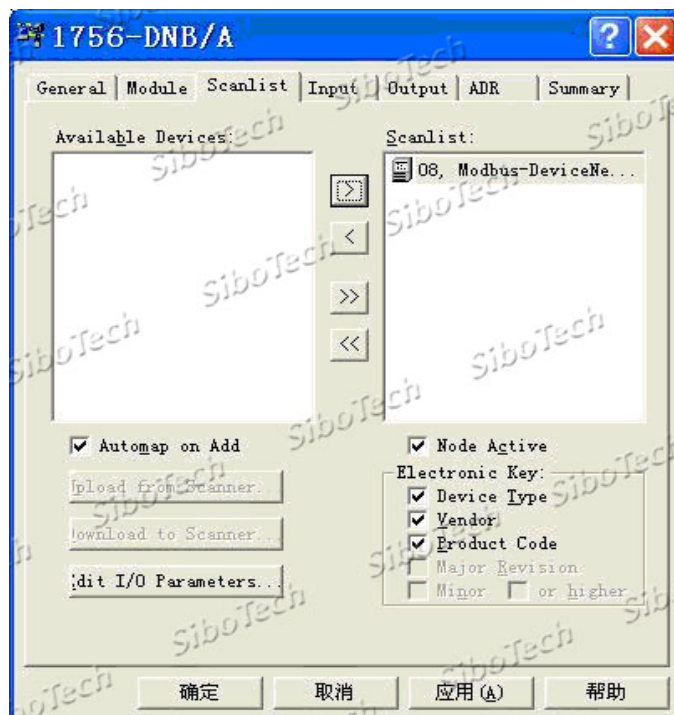 1756-DNB/A
General Module Scanlist Input Output ADR Summary
Available Devices: Scanlist:
08, Modbus-DeviceNe...
>
<
>>
<<
Automap on Add Node Active
Electronic Key:
Upload from Scanner... Device Type
Vendor
Download to Scanner... Product Code
Major Revision
Edit I/O Parameters... Minor or higher
确定 取消 应用(A) 帮助
SiboTech